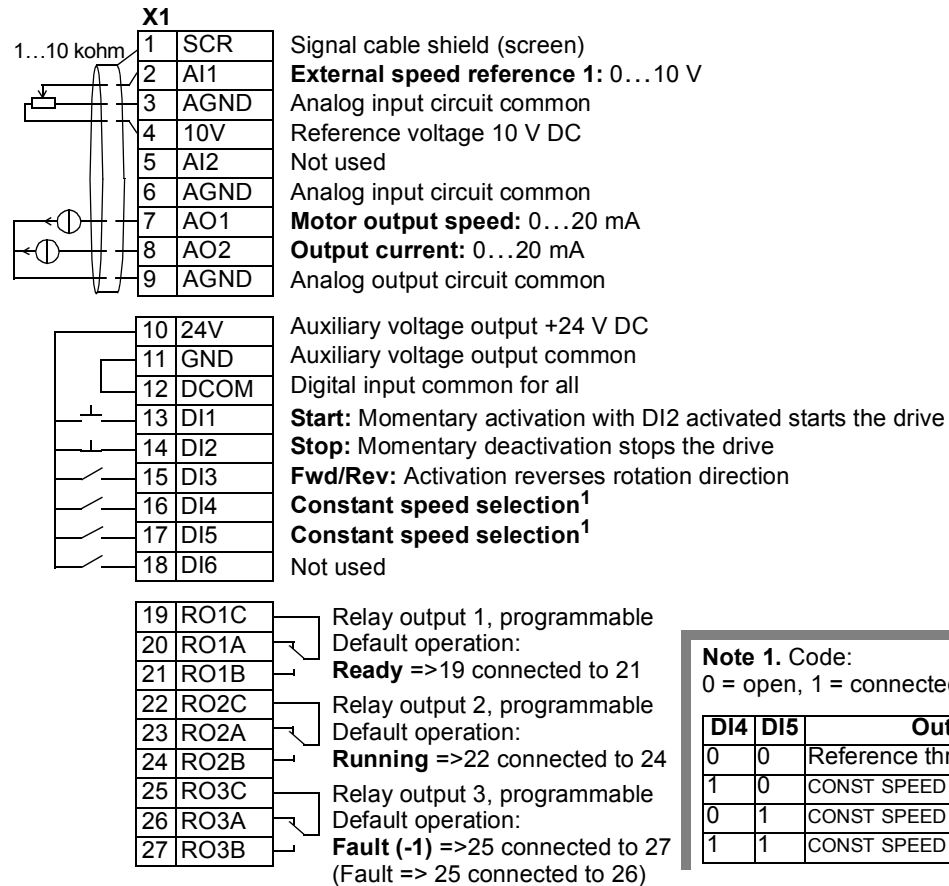 X1
1…10 kohm
1 SCR Signal cable shield (screen)
2 AI1 External speed reference 1: 0…10 V
3 AGND Analog input circuit common
4 10V Reference voltage 10 V DC
5 AI2 Not used
6 AGND Analog input circuit common
7 AO1 Motor output speed: 0…20 mA
8 AO2 Output current: 0…20 mA
9 AGND Analog output circuit common
10 24V Auxiliary voltage output +24 V DC
11 GND Auxiliary voltage output common
12 DCOM Digital input common for all
13 DI1 Start: Momentary activation with DI2 activated starts the drive
14 DI2 Stop: Momentary deactivation stops the drive
15 DI3 Fwd/Rev: Activation reverses rotation direction
16 DI4 Constant speed selection1
17 DI5 Constant speed selection1
18 DI6 Not used
19 RO1C Relay output 1, programmable
20 RO1A Default operation:
21 RO1B Ready =>19 connected to 21
22 RO2C Relay output 2, programmable
23 RO2A Default operation:
24 RO2B Running =>22 connected to 24
25 RO3C Relay output 3, programmable
26 RO3A Default operation:
27 RO3B Fault (-1) =>25 connected to 27
(Fault => 25 connected to 26)
Note 1. Code:
0 = open, 1 =
DI4 DI5
0 0 Reference
1 0 CONST SPEED
0 1 CONST SPEED
1 1 CONST SPEED